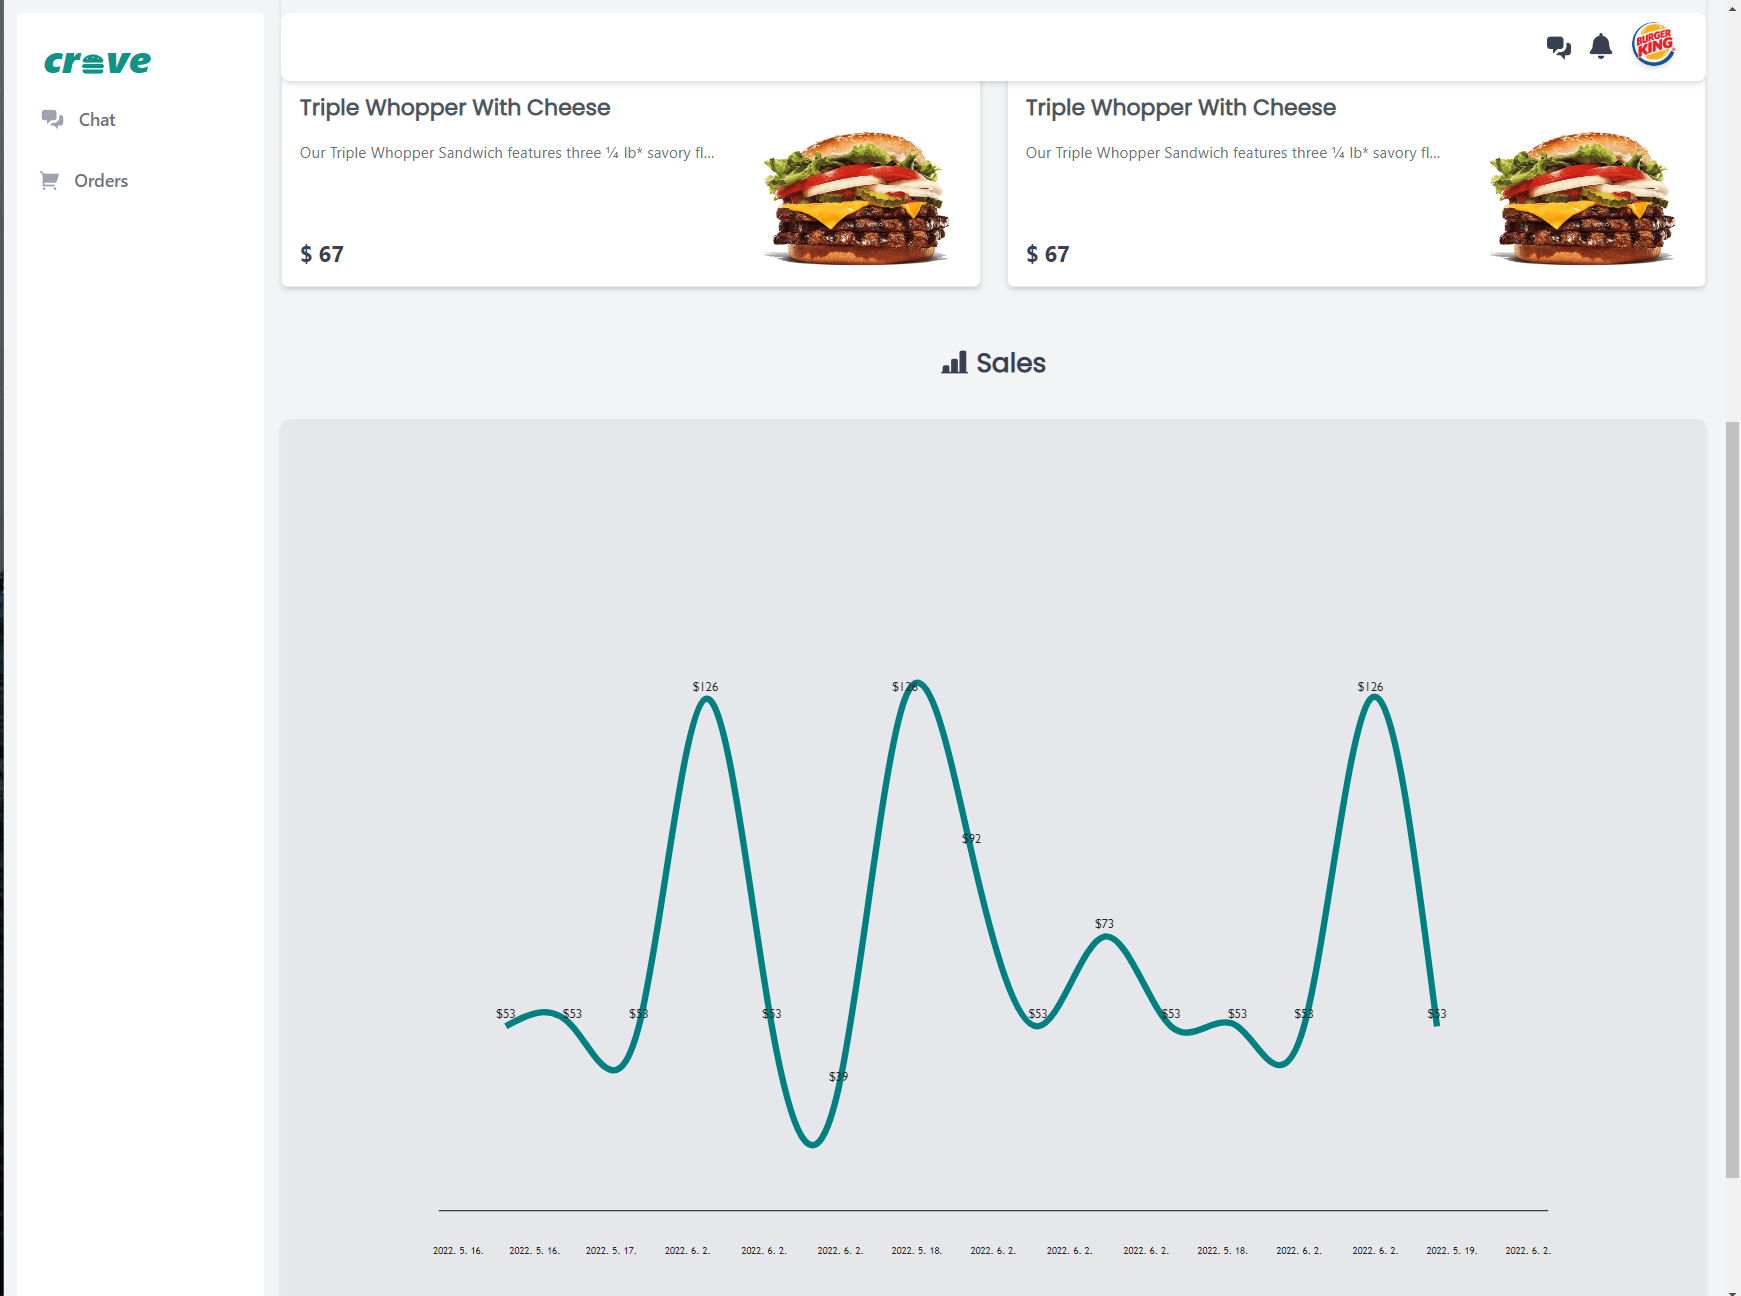 crave
Chat
Orders
BURGER KING
Triple Whopper With Cheese
Our Triple Whopper Sandwich features three ¼ lb* savory fl...
$ 67
Triple Whopper With Cheese
Our Triple Whopper Sandwich features three ¼ lb* savory fl...
$ 67
Sales
$126 $126 $126
$92
$73
$53 $53 $53 $53 $53 $53 $53 $53 $53
$39
2022. 5. 16. 2022. 5. 16. 2022. 5. 17. 2022. 6. 2. 2022. 6. 2. 2022. 6. 2. 2022. 5. 18. 2022. 6. 2. 2022. 6. 2. 2022. 6. 2. 2022. 5. 18. 2022. 6. 2. 2022. 6. 2. 2022. 5. 19. 2022. 6. 2.